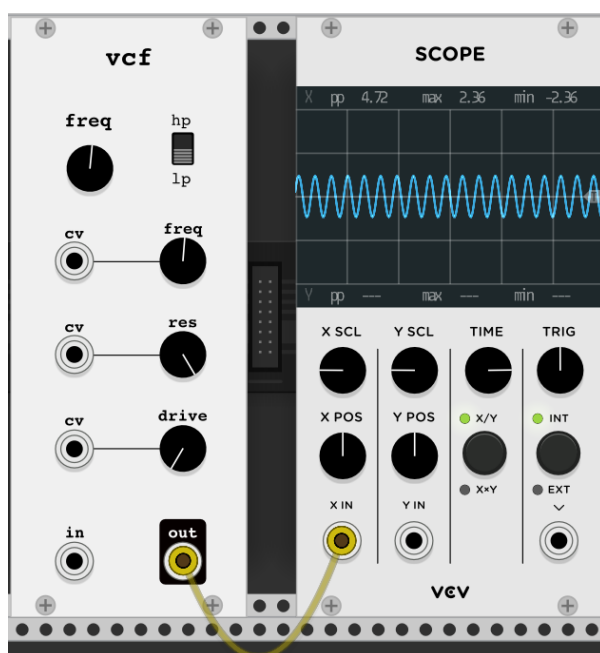 vcf
freq
hp
lp
cv
freq
cv
res
cv
drive
in
out
SCOPE
X pp 4.72 max 2.36 min -2.36
Y pp --- max --- min ---
X SCL Y SCL TIME TRIG
X POS Y POS X/Y INT
X×Y EXT
X IN Y IN
VCV